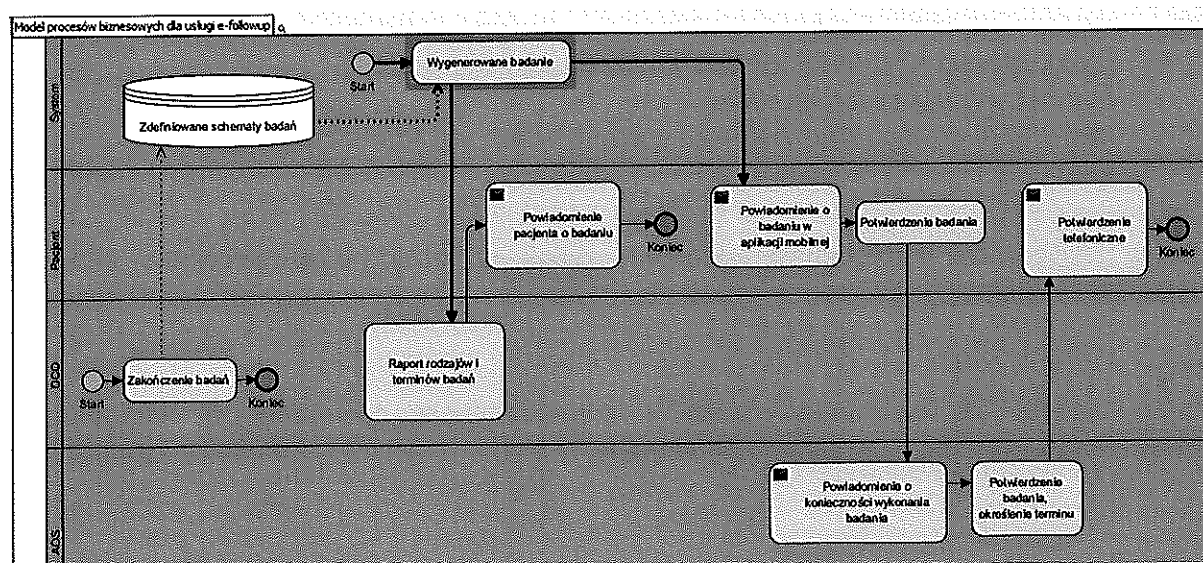 Model procesów biznesowych dla usługi e-followup
System
Start
Wygenerowane badanie
Zdefiniowane schematy badań
Pacjent
Powiadomienie
pacjenta o badaniu
Koniec
Powiadomienie o
badaniu w
aplikacji mobilnej
Potwierdzenie badania
Potwierdzenie
telefoniczne
Koniec
DCO
Start
Zakończenie badań
Koniec
Raport rodzajów i
terminów badań
AOS
Powiadomienie o
konieczności wykonania
badania
Potwierdzenie
badania,
określenie terminu